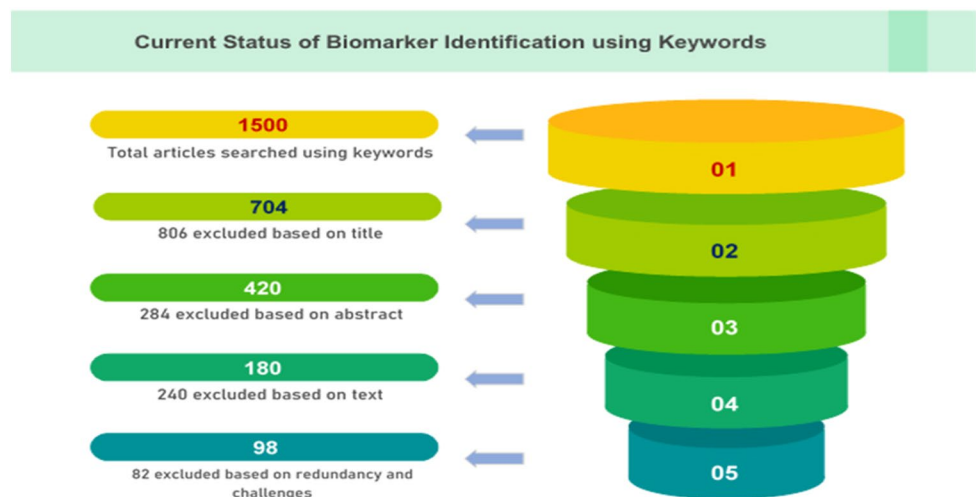 Current Status of Biomarker Identification using Keywords
1500
Total articles searched using keywords
01
704
806 excluded based on title
02
420
284 excluded based on abstract
03
180
240 excluded based on text
04
98
82 excluded based on redundancy and
challenges
05